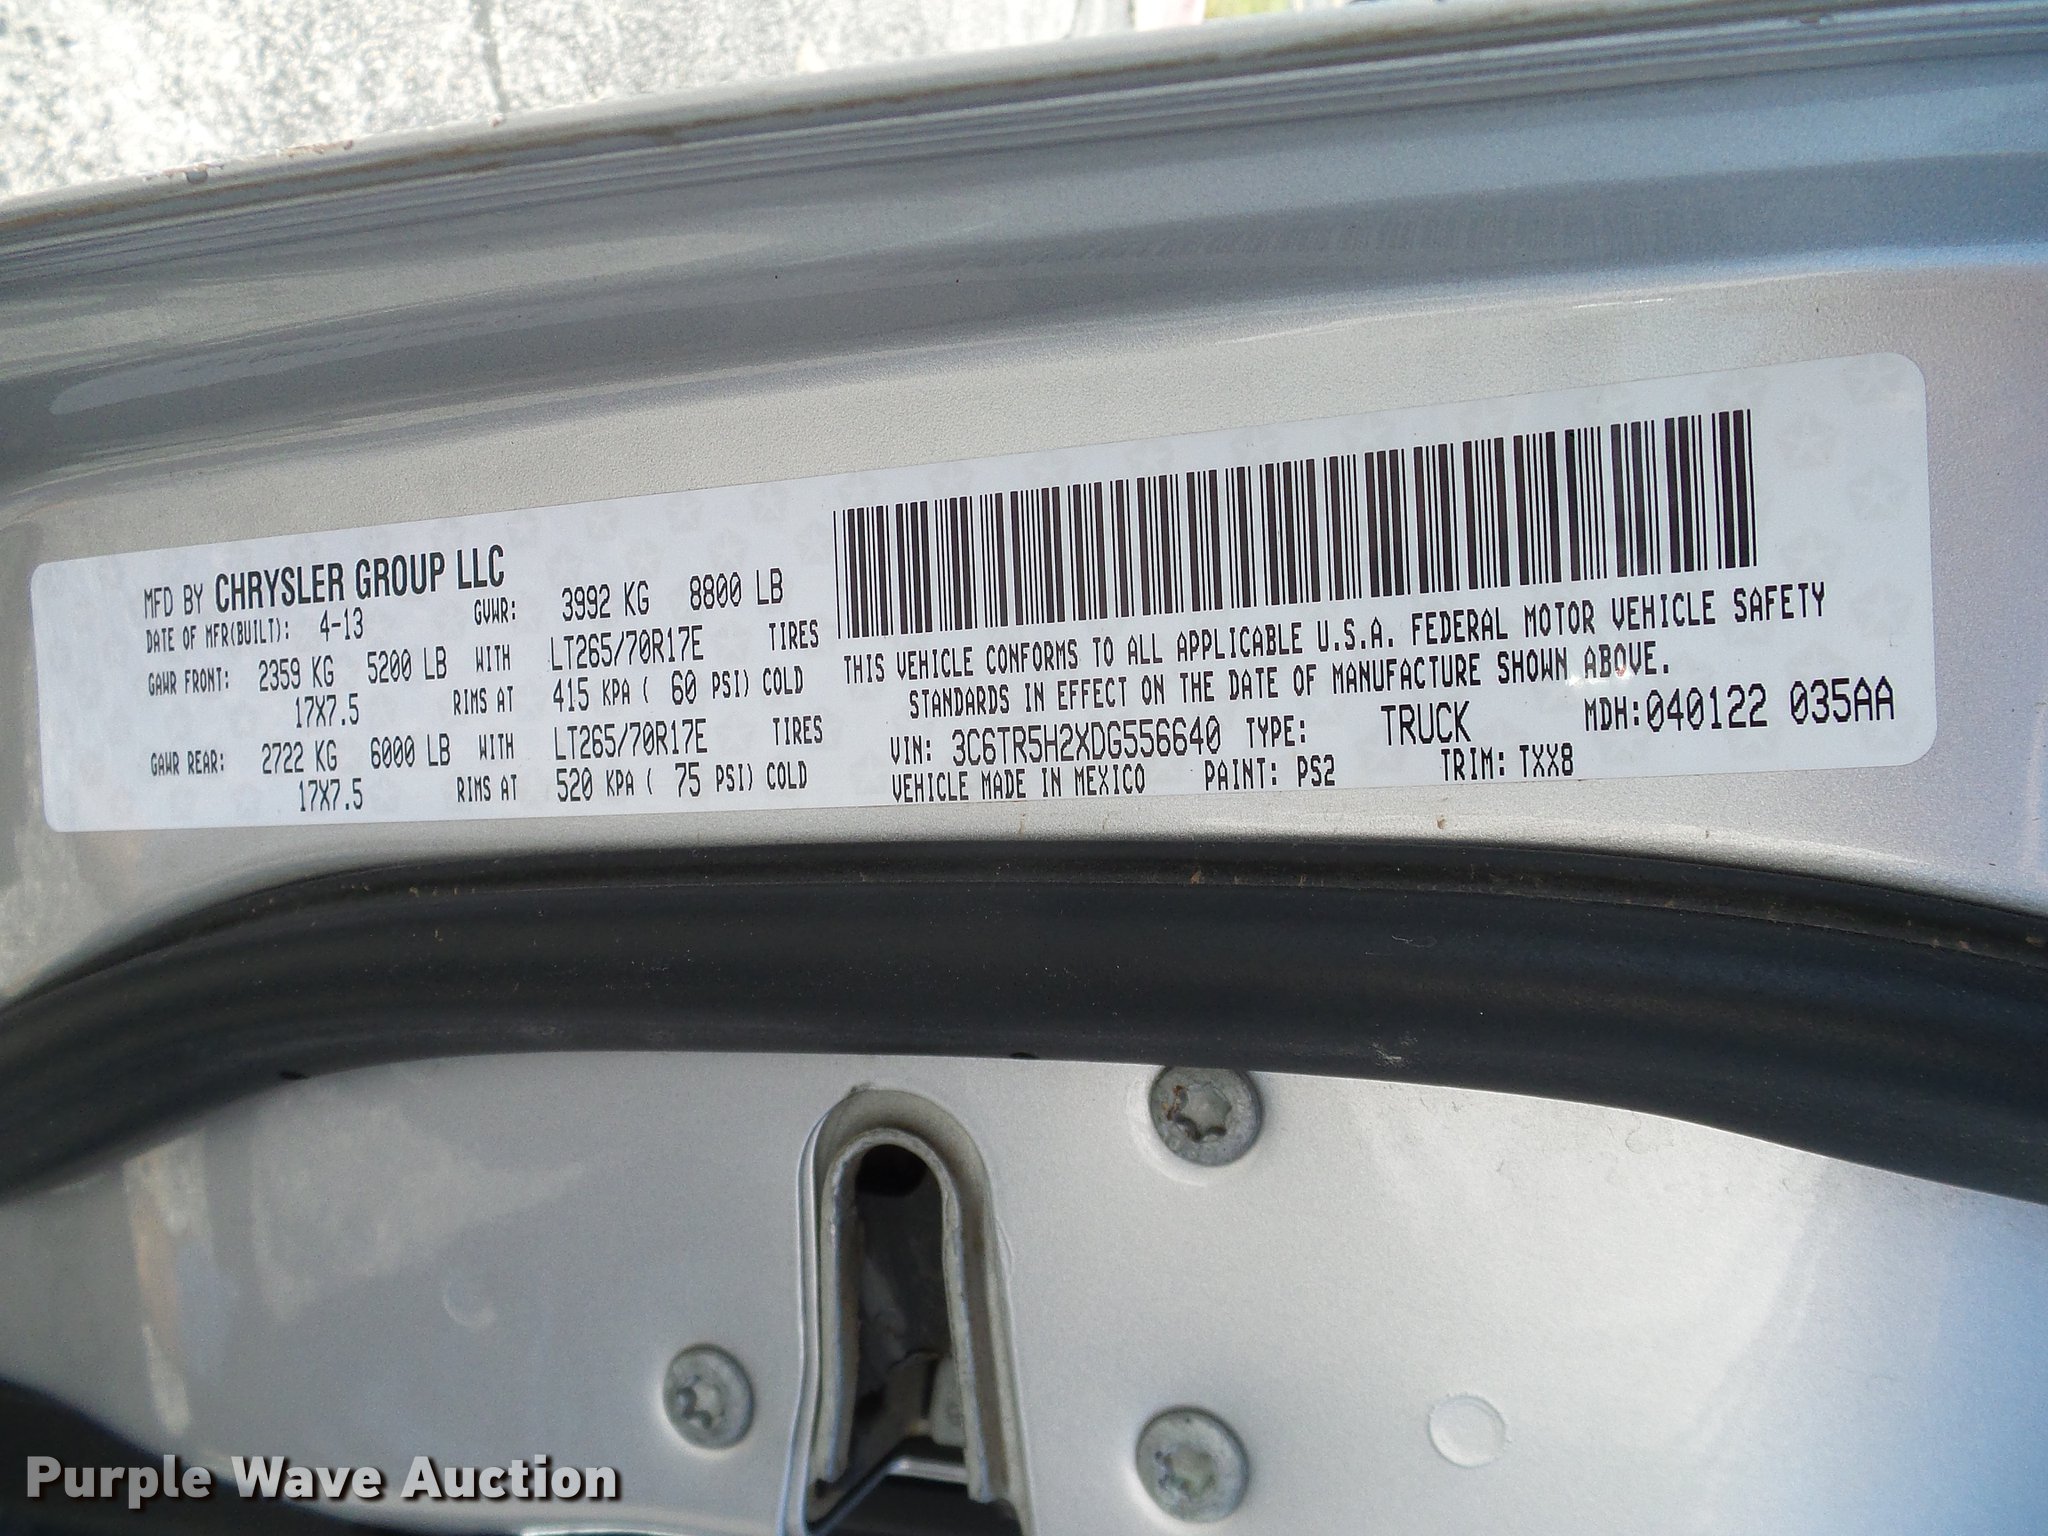 MFD BY CHRYSLER GROUP LLC
DATE OF MFR(BUILT): 4-13 GVWR: 3992 KG 8800 LB
GAWR FRONT: 2359 KG 5200 LB WITH LT265/70R17E TIRES
17X7.5 RIMS AT 415 KPA ( 60 PSI) COLD
GAWR REAR: 2722 KG 6000 LB WITH LT265/70R17E TIRES
17X7.5 RIMS AT 520 KPA ( 75 PSI) COLD
THIS VEHICLE CONFORMS TO ALL APPLICABLE U.S.A. FEDERAL MOTOR VEHICLE SAFETY
STANDARDS IN EFFECT ON THE DATE OF MANUFACTURE SHOWN ABOVE.
VIN: 3C6TR5H2XDG556640 TYPE: TRUCK MDH:040122 035AA
VEHICLE MADE IN MEXICO PAINT: PS2 TRIM: TXX8
Purple Wave Auction